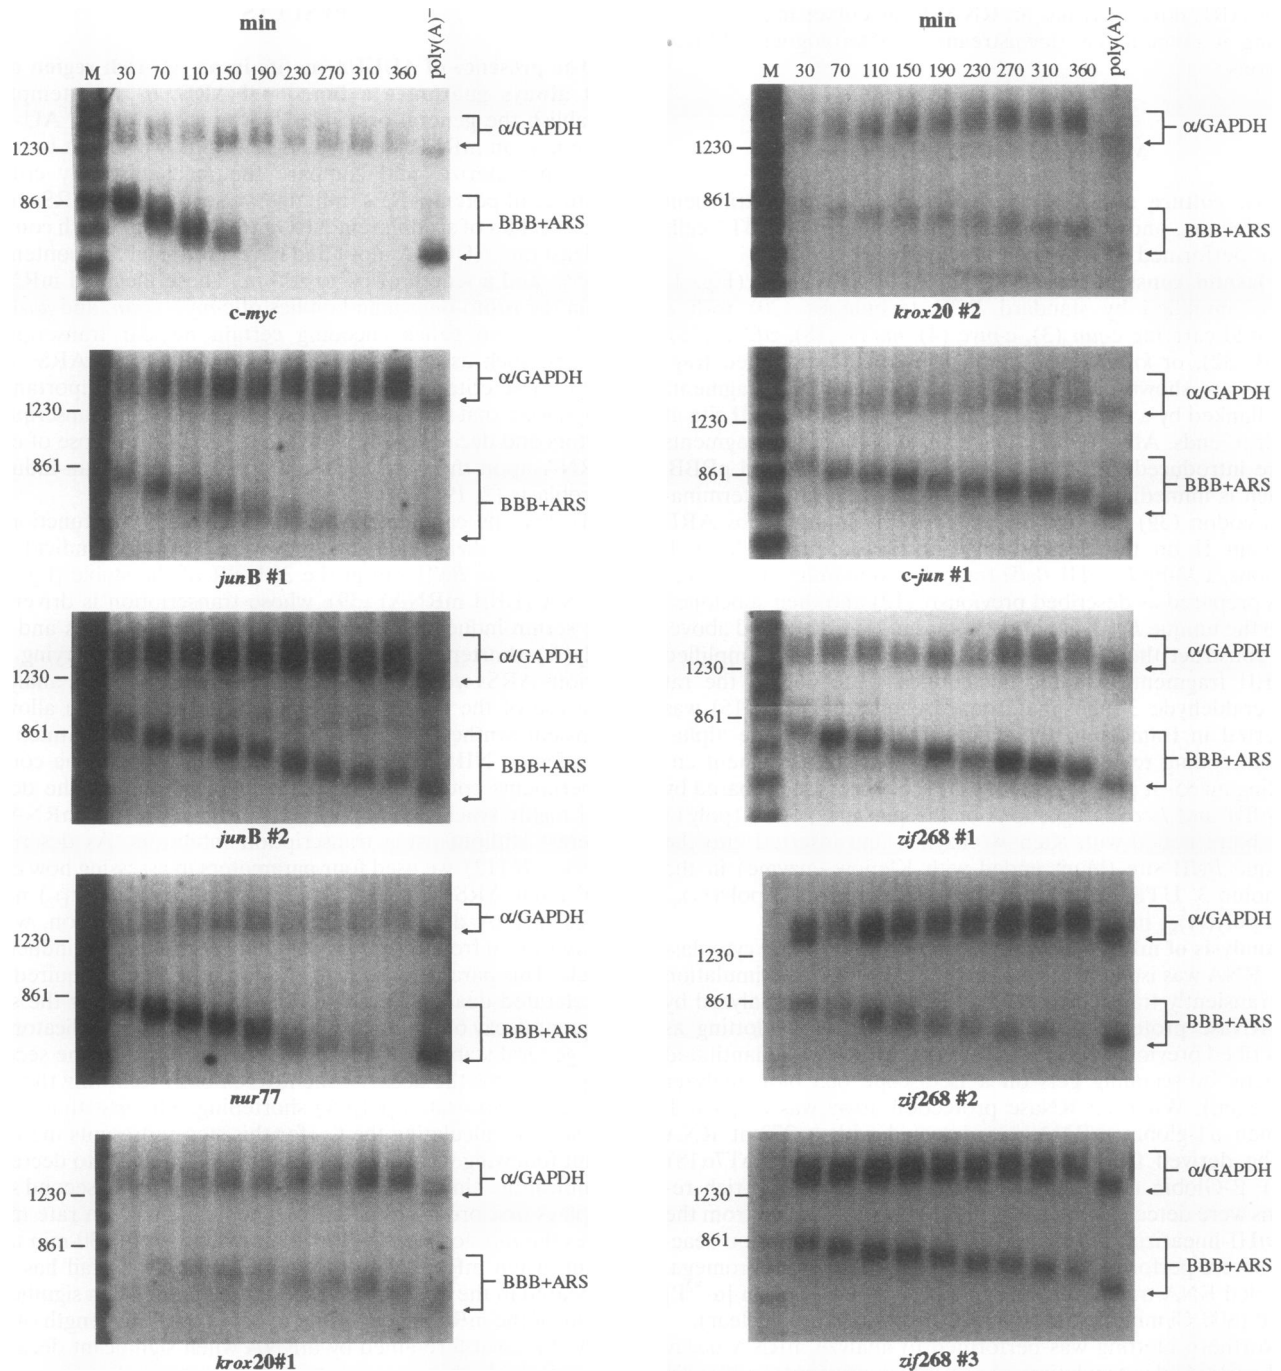 min
M 30 70 110 150 190 230 270 310 360 poly(A)⁻
1230
861
α/GAPDH
BBB+ARS
c-myc
1230
861
α/GAPDH
BBB+ARS
junB #1
1230
861
α/GAPDH
BBB+ARS
junB #2
1230
861
α/GAPDH
BBB+ARS
nur77
1230
861
α/GAPDH
BBB+ARS
krox20#1
min
M 30 70 110 150 190 230 270 310 360 poly(A)⁻
1230
861
α/GAPDH
BBB+ARS
krox20 #2
1230
861
α/GAPDH
BBB+ARS
c-jun #1
1230
861
α/GAPDH
BBB+ARS
zif268 #1
1230
861
α/GAPDH
BBB+ARS
zif268 #2
1230
861
α/GAPDH
BBB+ARS
zif268 #3